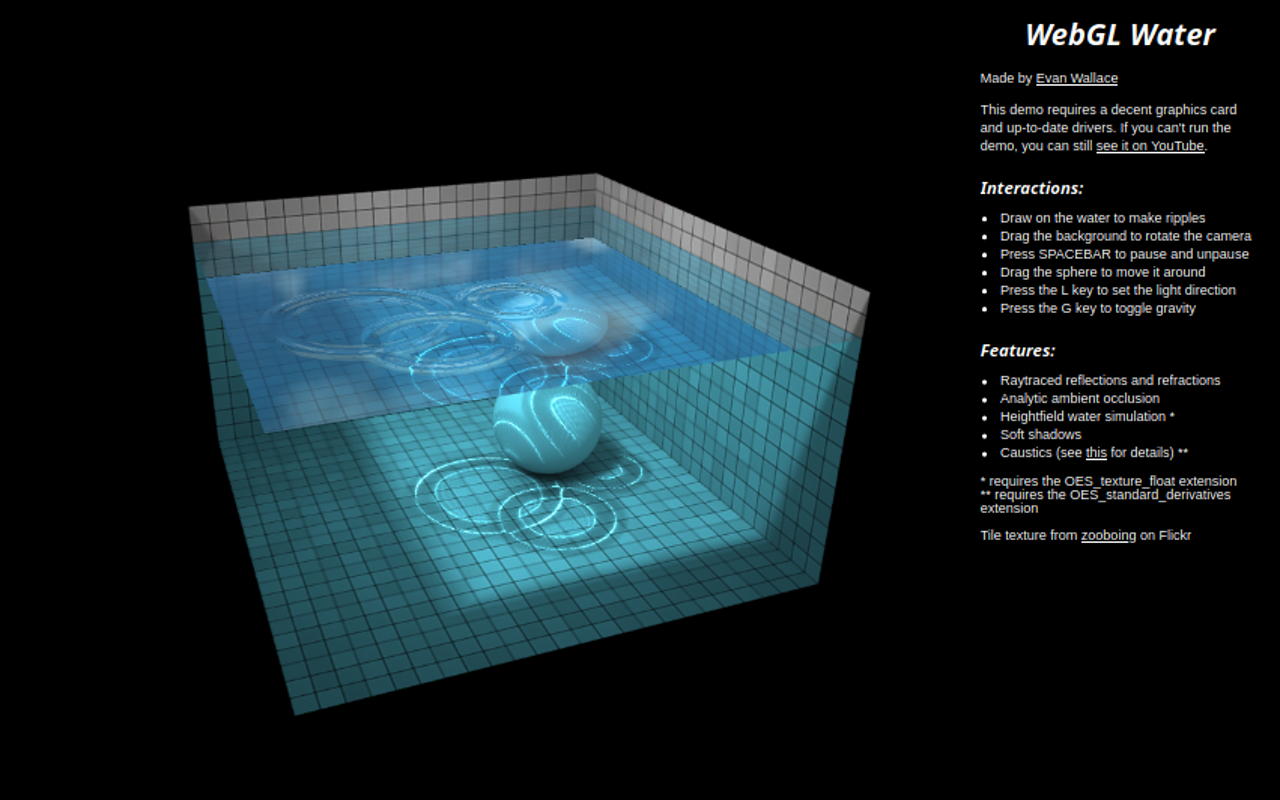 WebGL Water
Made by Evan Wallace
This demo requires a decent graphics card
and up-to-date drivers. If you can't run the
demo, you can still see it on YouTube.
Interactions:
Draw on the water to make ripples
Drag the background to rotate the camera
Press SPACEBAR to pause and unpause
Drag the sphere to move it around
Press the L key to set the light direction
Press the G key to toggle gravity
Features:
Raytraced reflections and refractions
Analytic ambient occlusion
Heightfield water simulation *
Soft shadows
Caustics (see this for details) **
* requires the OES_texture_float extension
** requires the OES_standard_derivatives
extension
Tile texture from zooboing on Flickr